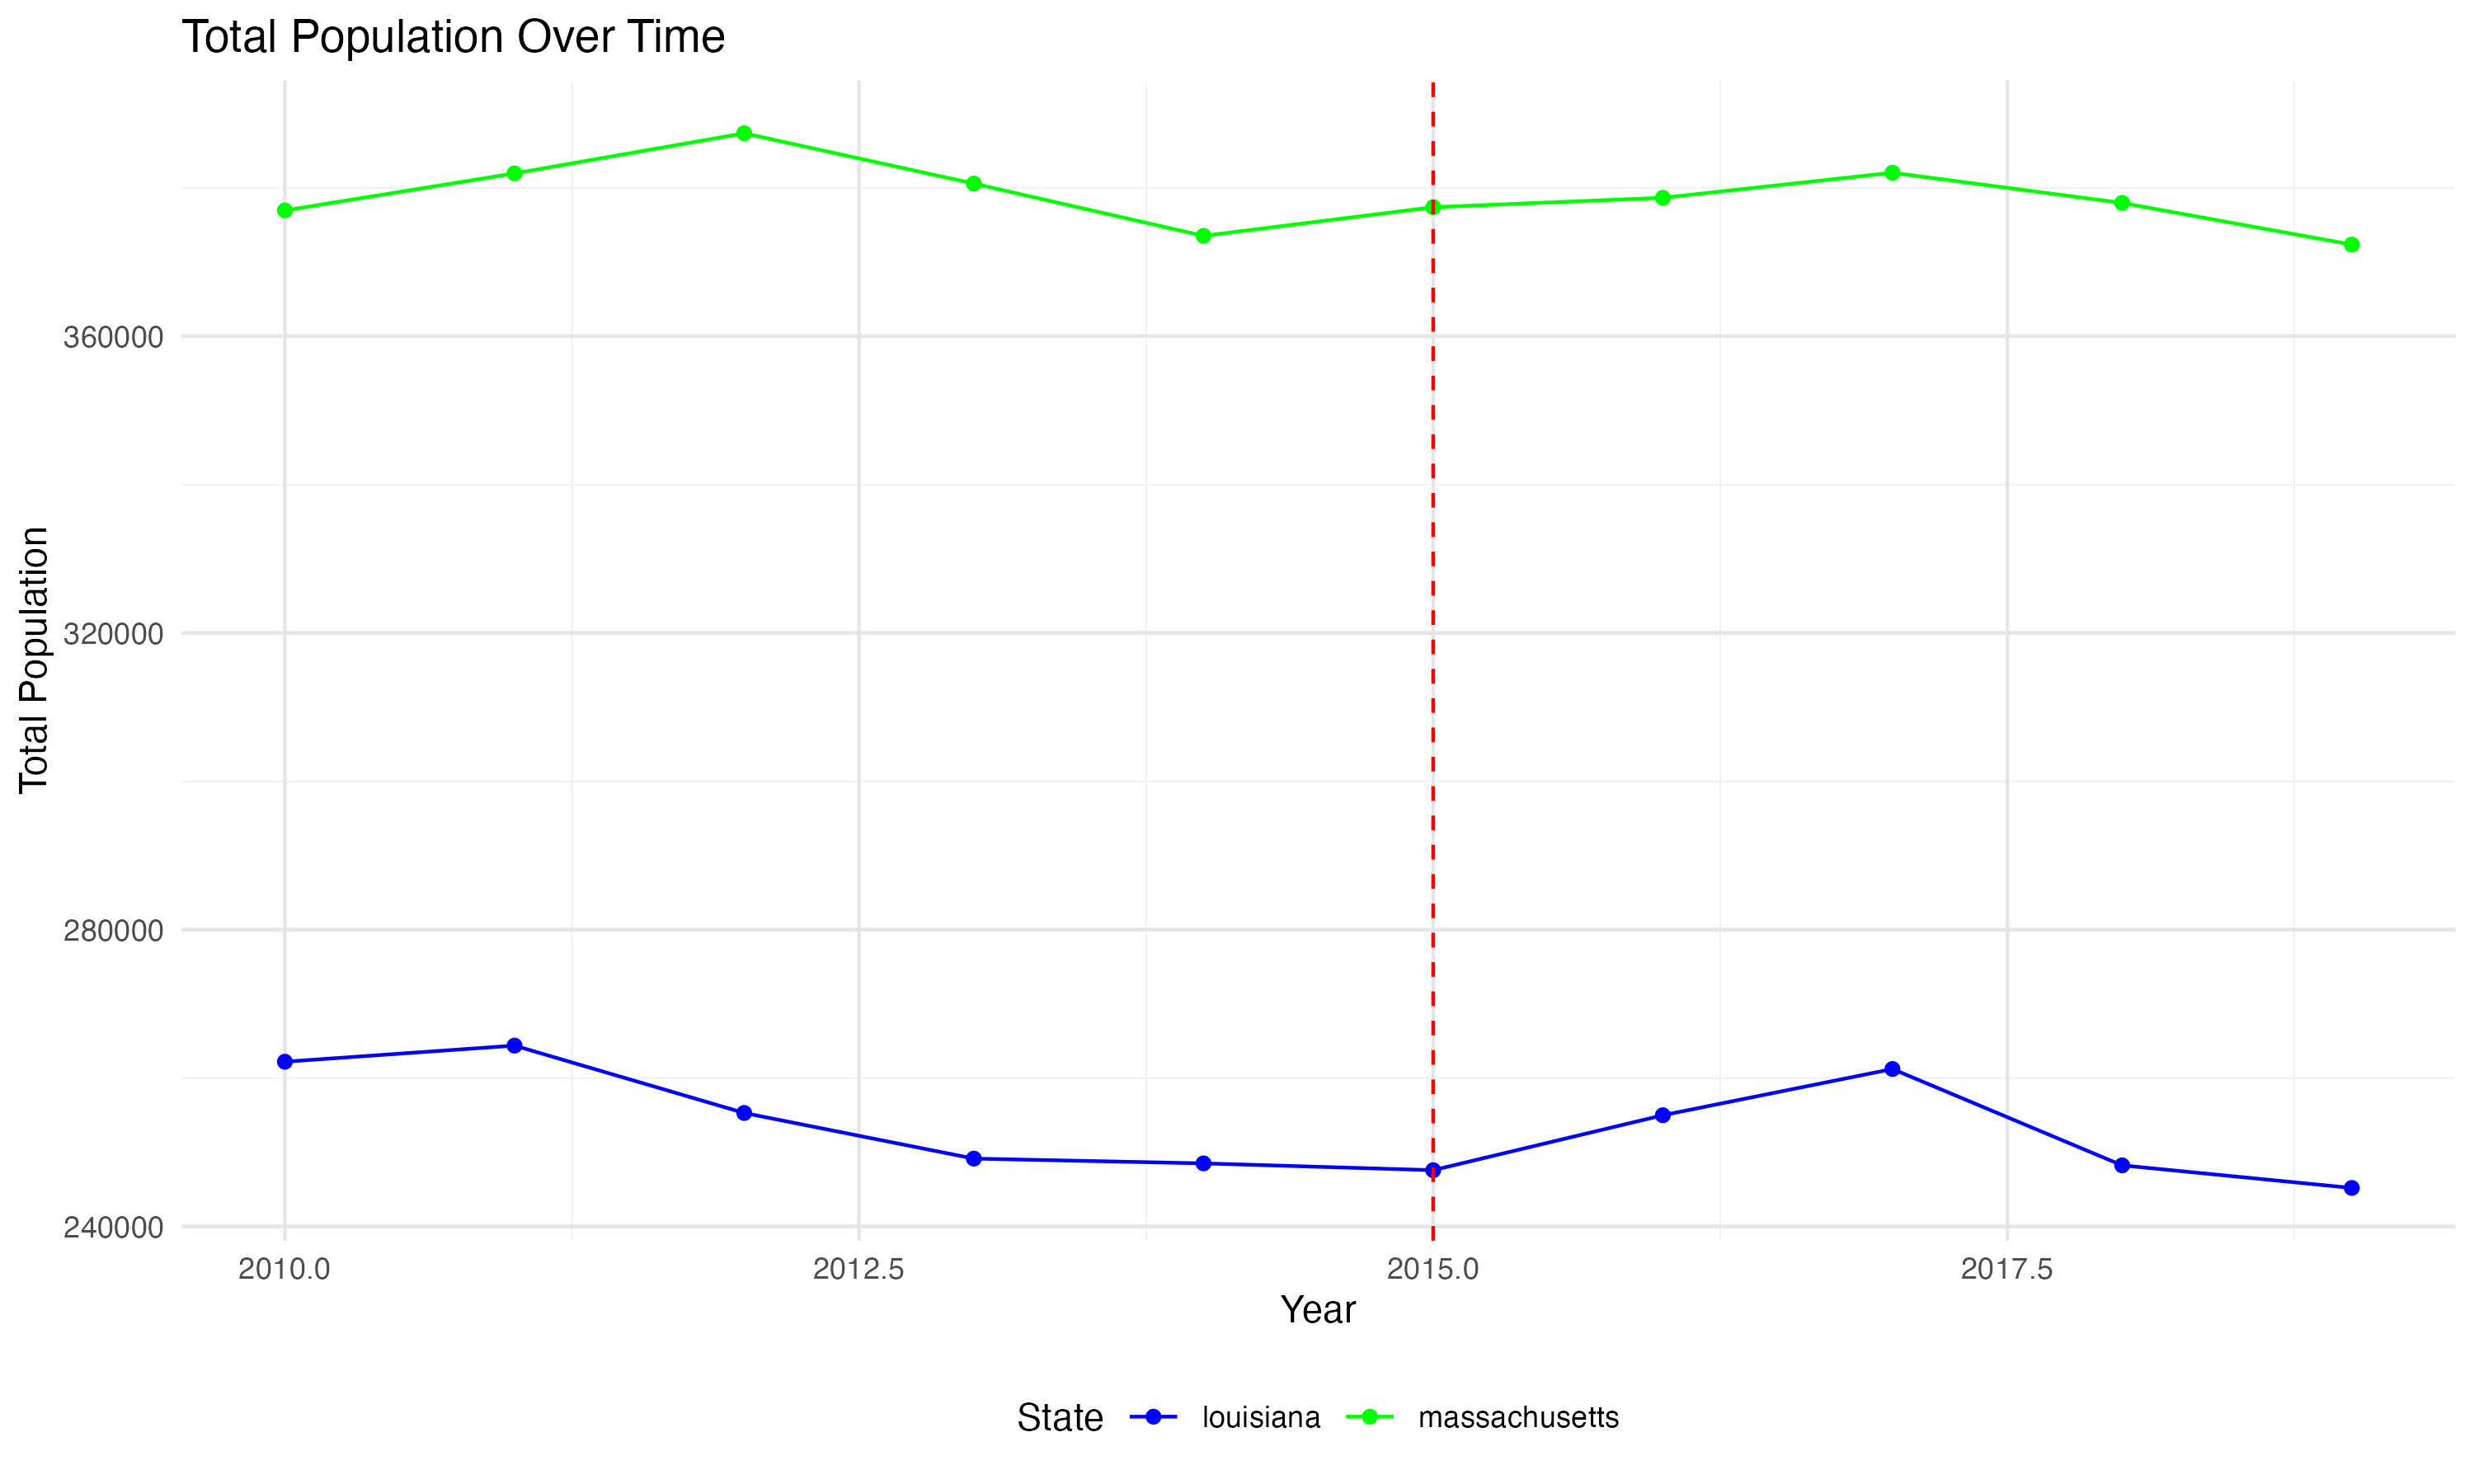 Total Population Over Time
Total Population
360000
320000
280000
240000
2010.0 2012.5 2015.0 2017.5
Year
State louisiana massachusetts